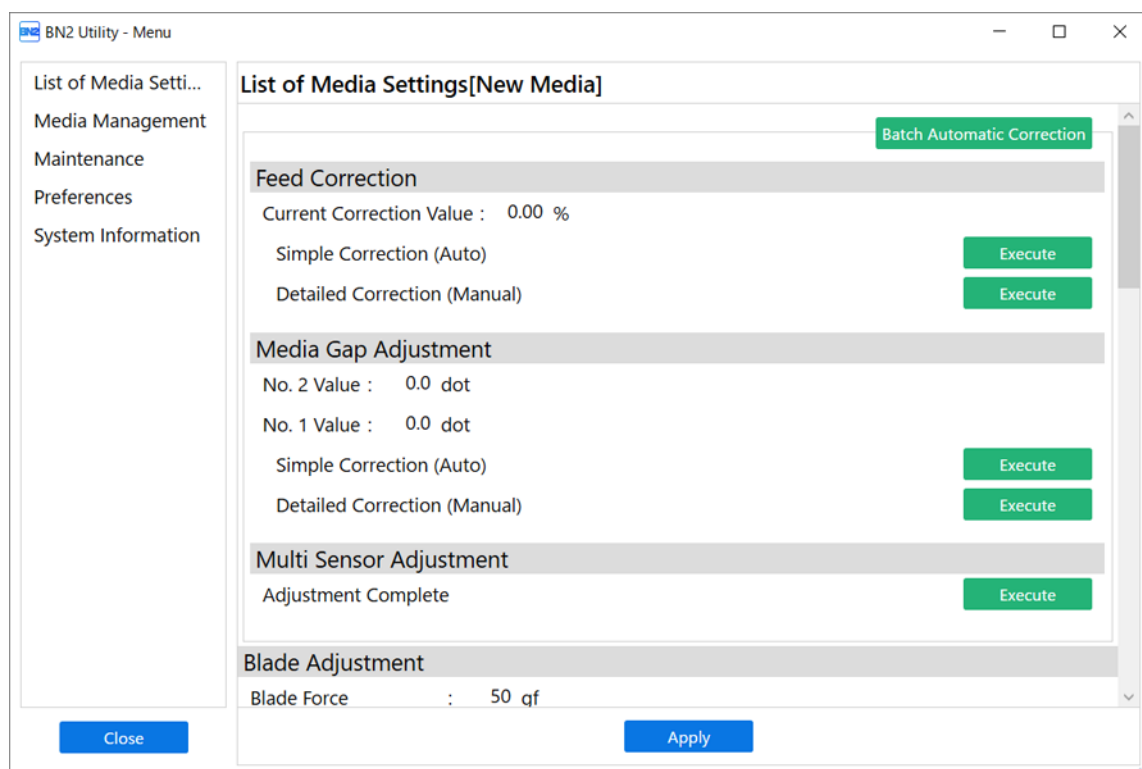 BN2 BN2 Utility - Menu
List of Media Setti...
Media Management
Maintenance
Preferences
System Information
Close
List of Media Settings[New Media]
Batch Automatic Correction
Feed Correction
Current Correction Value : 0.00 %
Simple Correction (Auto) Execute
Detailed Correction (Manual) Execute
Media Gap Adjustment
No. 2 Value : 0.0 dot
No. 1 Value : 0.0 dot
Simple Correction (Auto) Execute
Detailed Correction (Manual) Execute
Multi Sensor Adjustment
Adjustment Complete Execute
Blade Adjustment
Blade Force : 50 gf
Apply